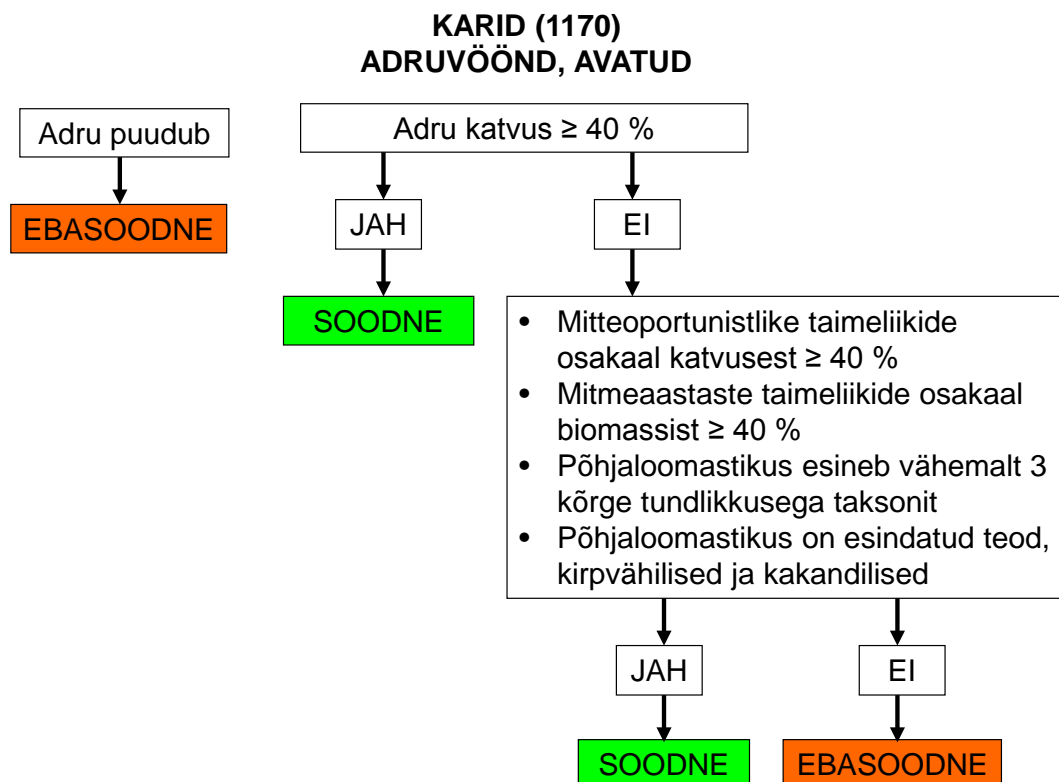 KARID (1170)
ADRUVÖÖND, AVATUD
Adru puudub
EBASOODNE
Adru katvus ≥ 40 %
JAH
EI
SOODNE
• Mitteoportunistlike taimeliikide
osakaal katvusest ≥ 40 %
• Mitmeaastaste taimeliikide osakaal
biomassist ≥ 40 %
• Põhjaloomastikus esineb vähemalt 3
kõrge tundlikkusega taksonit
• Põhjaloomastikus on esindatud teod,
kirpvähilised ja kakandilised
JAH
EI
SOODNE
EBASOODNE